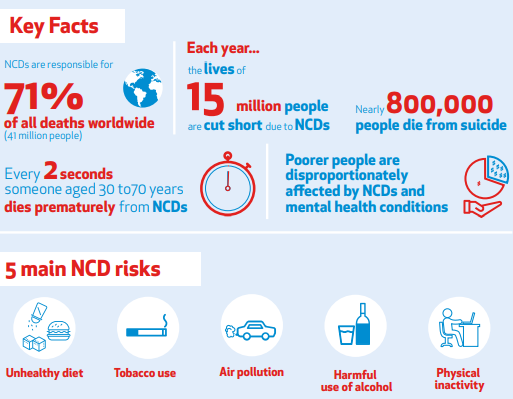 Key Facts
NCDs are responsible for
71%
of all deaths worldwide
(41 million people)
Each year...
the lives of
15 million people
are cut short due to NCDs
Nearly 800,000
people die from suicide
Every 2 seconds
someone aged 30 to70 years
dies prematurely from NCDs
Poorer people are
disproportionately
affected by NCDs and
mental health conditions
5 main NCD risks
Unhealthy diet
Tobacco use
Air pollution
Harmful
use of alcohol
Physical
inactivity